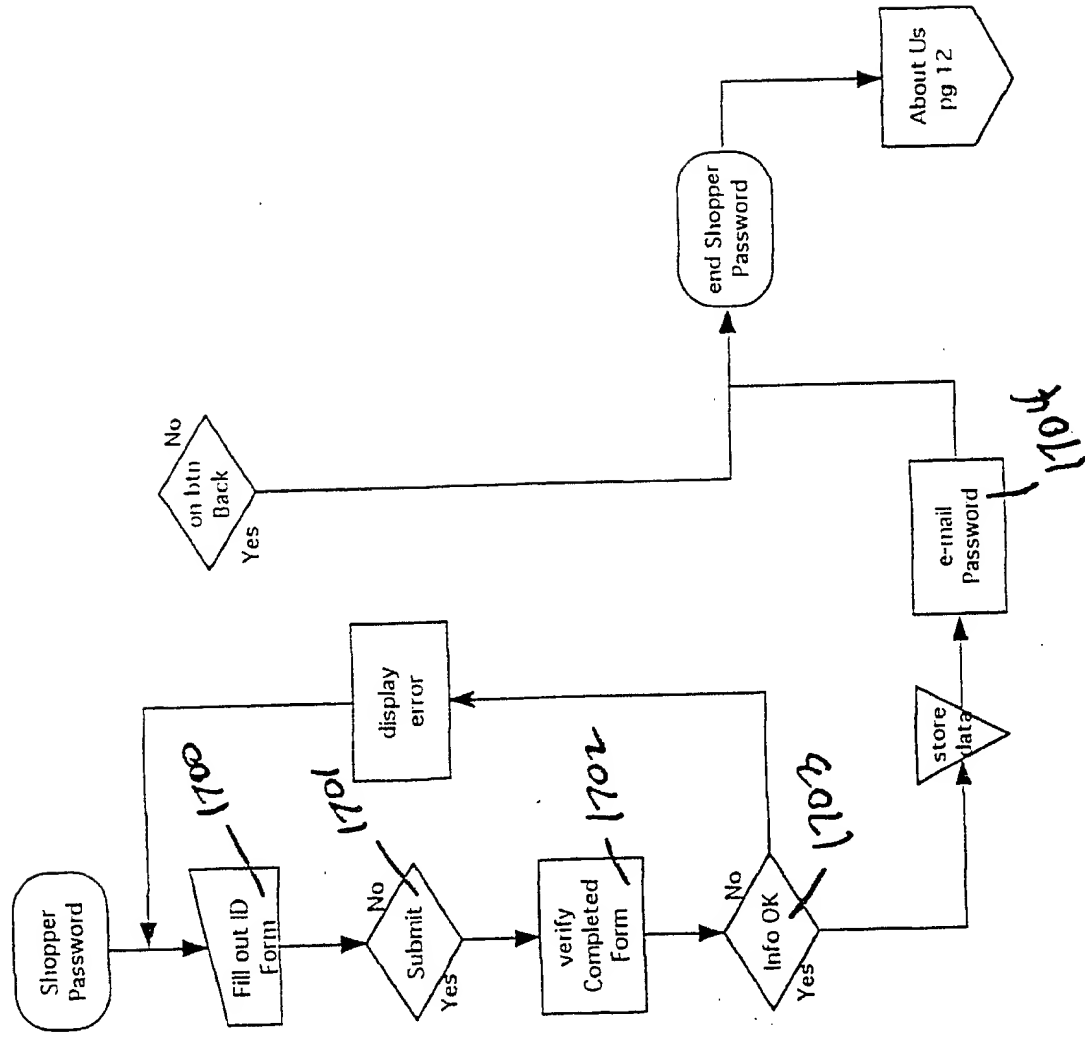 Shopper
Password
1700
Fill out ID
Form
1701
No
Submit
Yes
1702
verify
Completed
Form
1703
No
Info OK
Yes
display
error
No
on btn
Back
Yes
store
data
e-mail
Password
1704
end Shopper
Password
About Us
pg 12